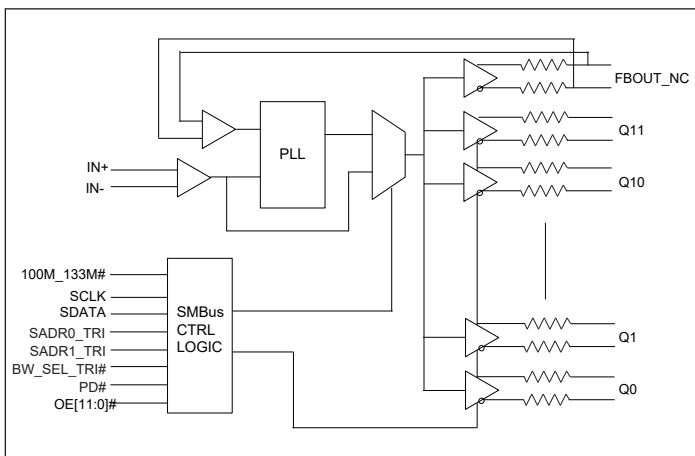 FBOUT_NC
Q11
PLL
IN+
IN-
Q10
100M_133M#
SCLK
SDATA
SADR0_TRI
SADR1_TRI
BW_SEL_TRI#
PD#
OE[11:0]#
SMBus
CTRL
LOGIC
Q1
Q0